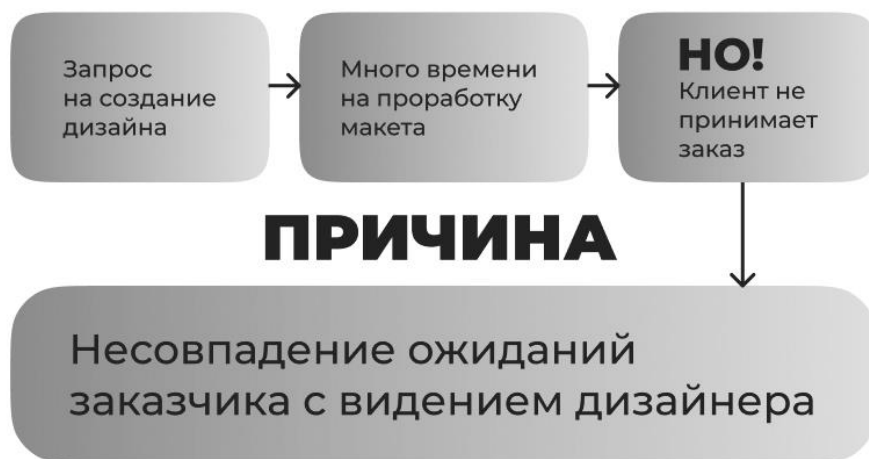 Запрос
на создание
дизайна
Много времени
на проработку
макета
НО!
Клиент не
принимает
заказ
ПРИЧИНА
Несовпадение ожиданий
заказчика с видением дизайнера